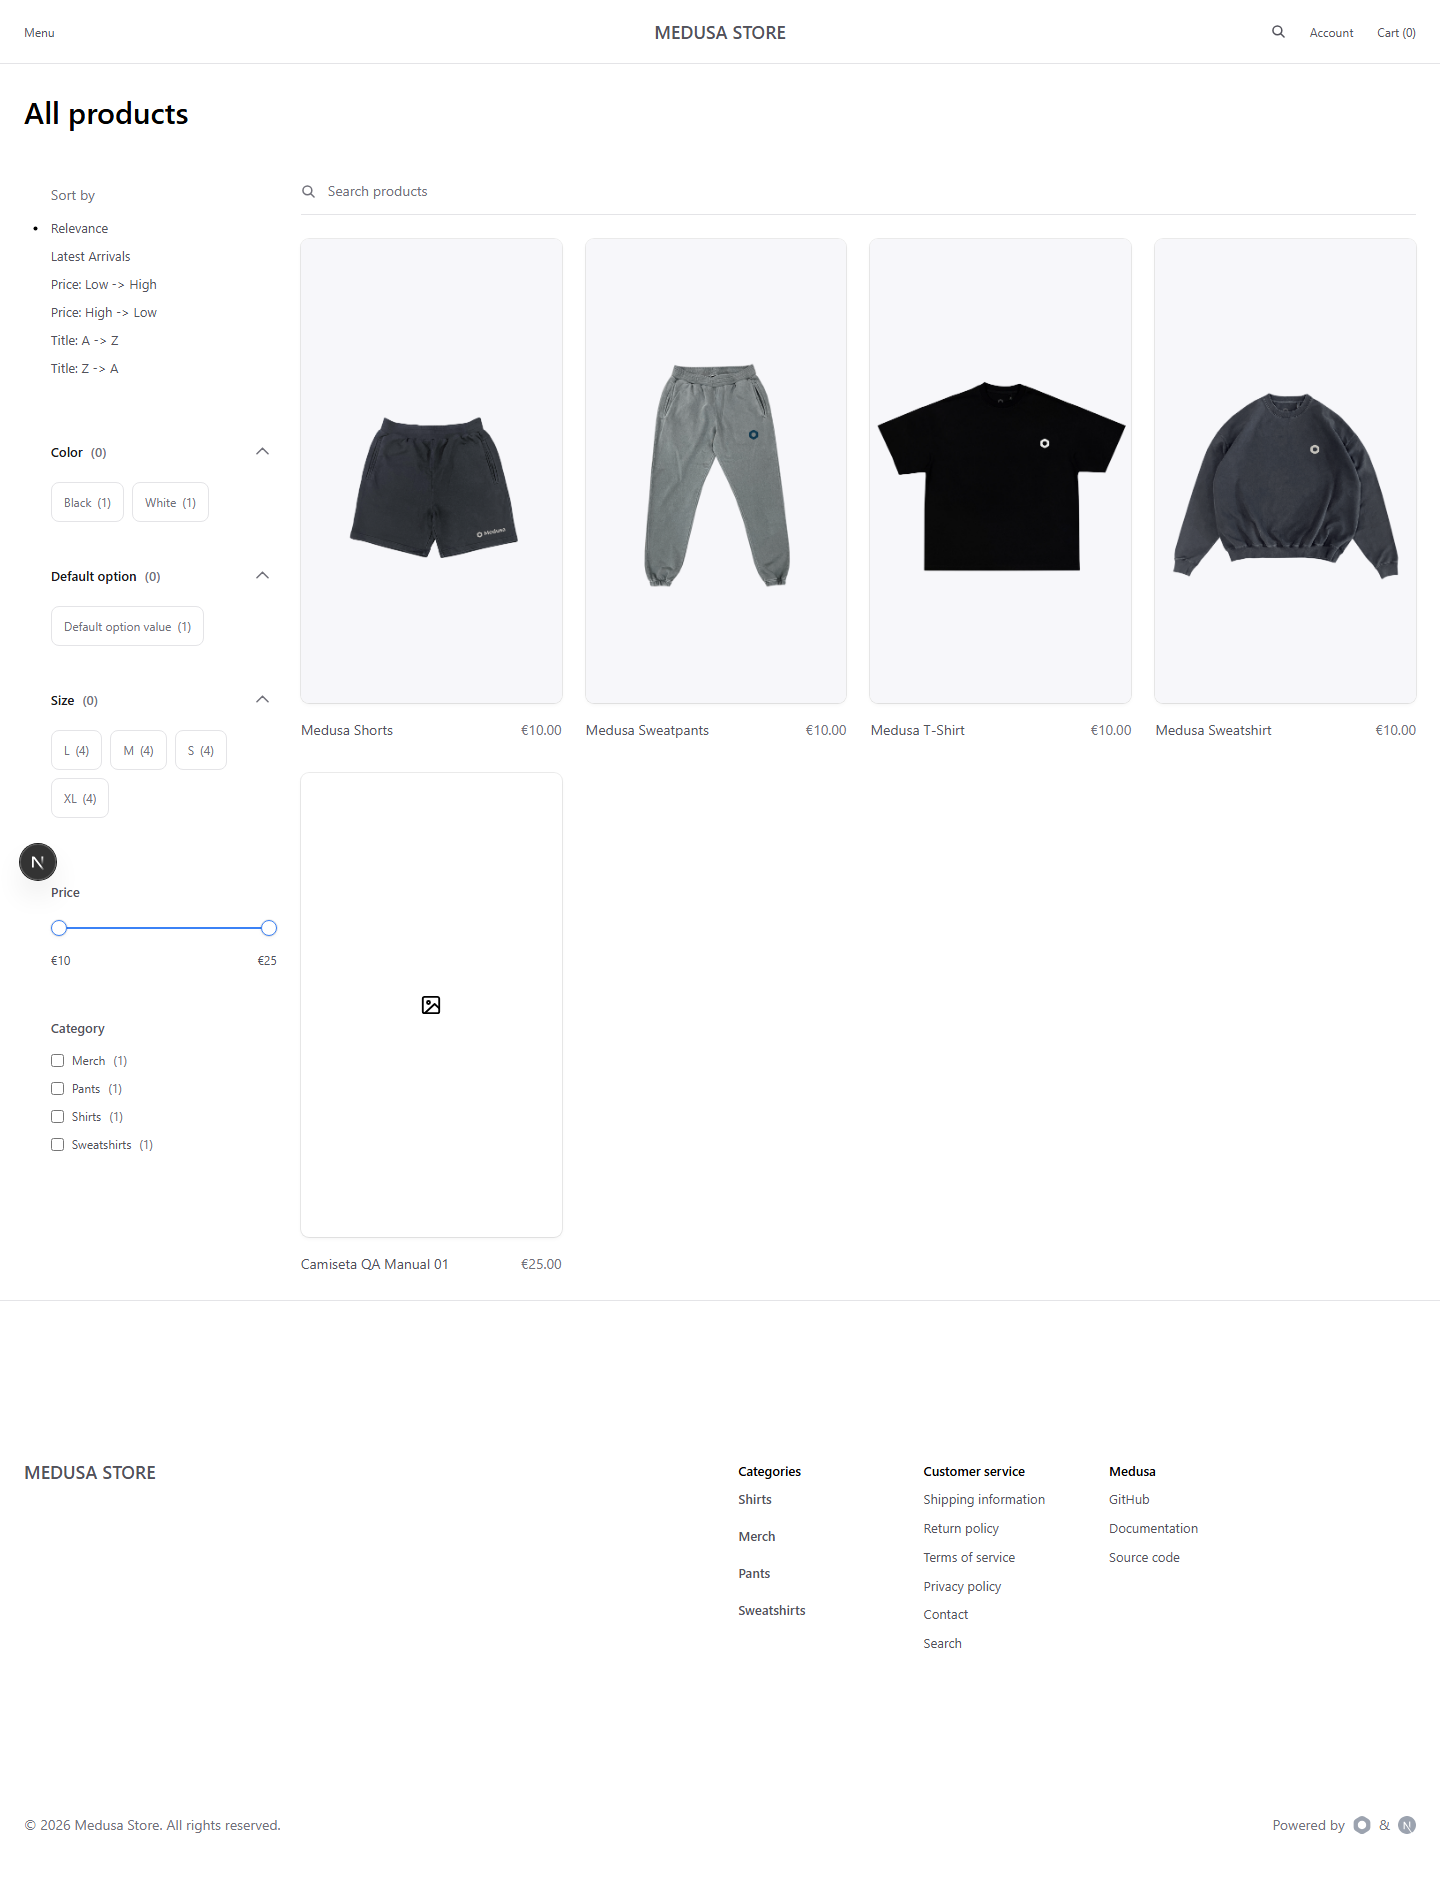 Menu
MEDUSA STORE
Account
Cart (0)
All products
Sort by
Relevance
Latest Arrivals
Price: Low -> High
Price: High -> Low
Title: A -> Z
Title: Z -> A
Color (0)
Black (1)
White (1)
Default option (0)
Default option value (1)
Size (0)
L (4)
M (4)
S (4)
XL (4)
N
Price
€10
€25
Category
Merch (1)
Pants (1)
Shirts (1)
Sweatshirts (1)
Search products
Medusa
Medusa Shorts
€10.00
Medusa Sweatpants
€10.00
Medusa T-Shirt
€10.00
Medusa Sweatshirt
€10.00
Camiseta QA Manual 01
€25.00
MEDUSA STORE
Categories
Shirts
Merch
Pants
Sweatshirts
Customer service
Shipping information
Return policy
Terms of service
Privacy policy
Contact
Search
Medusa
GitHub
Documentation
Source code
© 2026 Medusa Store. All rights reserved.
Powered by & N